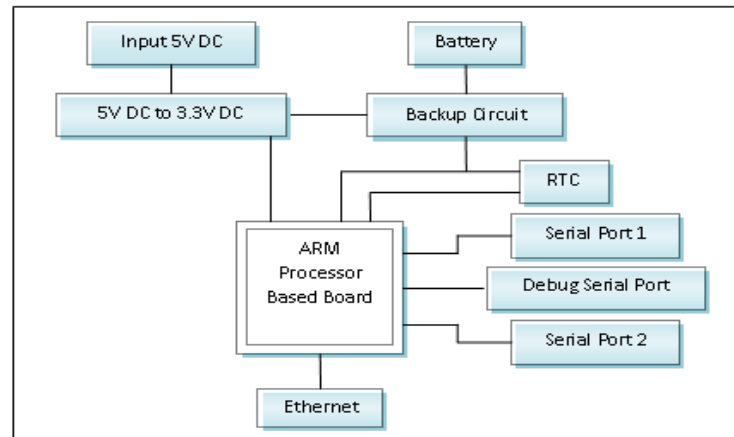 Input 5V DC
Battery
5V DC to 3.3V DC
Backup Circuit
RTC
ARM
Processor
Based Board
Serial Port 1
Debug Serial Port
Serial Port 2
Ethernet